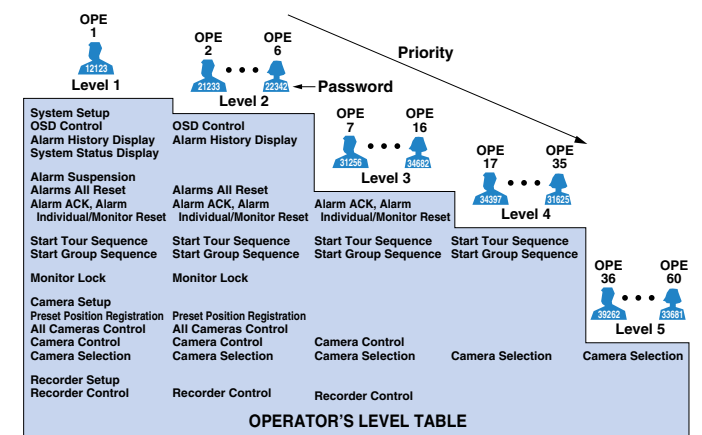 OPE
1
12123
Level 1
OPE
2
OPE
6
21233
22342
Password
Level 2
Priority
OPE
7
OPE
16
31256
34682
Level 3
OPE
17
OPE
35
34397
31625
Level 4
OPE
36
OPE
60
39262
33681
Level 5
System Setup
OSD Control OSD Control
Alarm History Display Alarm History Display
System Status Display
Alarm Suspension
Alarms All Reset Alarms All Reset
Alarm ACK, Alarm Alarm ACK, Alarm Alarm ACK, Alarm
Individual/Monitor Reset Individual/Monitor Reset Individual/Monitor Reset
Start Tour Sequence Start Tour Sequence Start Tour Sequence Start Tour Sequence
Start Group Sequence Start Group Sequence Start Group Sequence Start Group Sequence
Monitor Lock Monitor Lock
Camera Setup
Preset Position Registration Preset Position Registration
All Cameras Control All Cameras Control
Camera Control Camera Control Camera Control
Camera Selection Camera Selection Camera Selection Camera Selection Camera Selection
Recorder Setup
Recorder Control Recorder Control Recorder Control
OPERATOR'S LEVEL TABLE